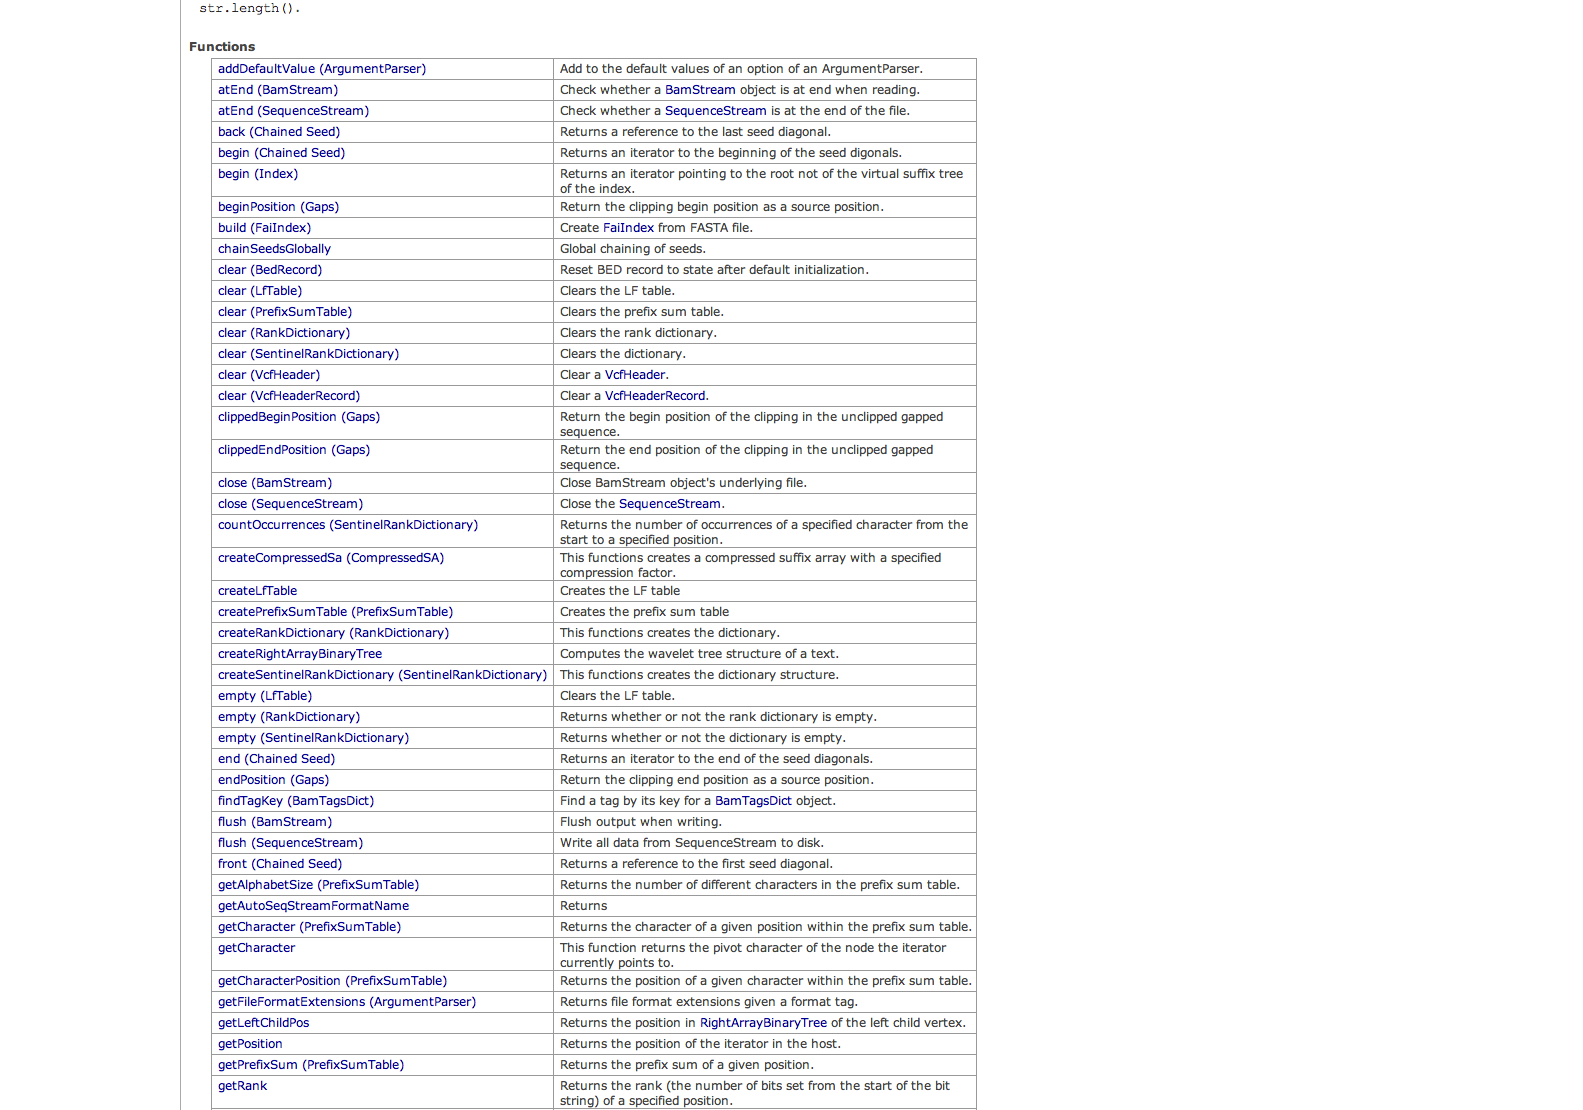 str.length().
Functions
addDefaultValue (ArgumentParser) Add to the default values of an option of an ArgumentParser.
atEnd (BamStream) Check whether a BamStream object is at end when reading.
atEnd (SequenceStream) Check whether a SequenceStream is at the end of the file.
back (Chained Seed) Returns a reference to the last seed diagonal.
begin (Chained Seed) Returns an iterator to the beginning of the seed digonals.
begin (Index) Returns an iterator pointing to the root not of the virtual suffix tree
of the index.
beginPosition (Gaps) Return the clipping begin position as a source position.
build (FaiIndex) Create FaiIndex from FASTA file.
chainSeedsGlobally Global chaining of seeds.
clear (BedRecord) Reset BED record to state after default initialization.
clear (LfTable) Clears the LF table.
clear (PrefixSumTable) Clears the prefix sum table.
clear (RankDictionary) Clears the rank dictionary.
clear (SentinelRankDictionary) Clears the dictionary.
clear (VcfHeader) Clear a VcfHeader.
clear (VcfHeaderRecord) Clear a VcfHeaderRecord.
clippedBeginPosition (Gaps) Return the begin position of the clipping in the unclipped gapped
sequence.
clippedEndPosition (Gaps) Return the end position of the clipping in the unclipped gapped
sequence.
close (BamStream) Close BamStream object's underlying file.
close (SequenceStream) Close the SequenceStream.
countOccurrences (SentinelRankDictionary) Returns the number of occurrences of a specified character from the
start to a specified position.
createCompressedSa (CompressedSA) This functions creates a compressed suffix array with a specified
compression factor.
createLfTable Creates the LF table
createPrefixSumTable (PrefixSumTable) Creates the prefix sum table
createRankDictionary (RankDictionary) This functions creates the dictionary.
createRightArrayBinaryTree Computes the wavelet tree structure of a text.
createSentinelRankDictionary (SentinelRankDictionary) This functions creates the dictionary structure.
empty (LfTable) Clears the LF table.
empty (RankDictionary) Returns whether or not the rank dictionary is empty.
empty (SentinelRankDictionary) Returns whether or not the dictionary is empty.
end (Chained Seed) Returns an iterator to the end of the seed diagonals.
endPosition (Gaps) Return the clipping end position as a source position.
findTagKey (BamTagsDict) Find a tag by its key for a BamTagsDict object.
flush (BamStream) Flush output when writing.
flush (SequenceStream) Write all data from SequenceStream to disk.
front (Chained Seed) Returns a reference to the first seed diagonal.
getAlphabetSize (PrefixSumTable) Returns the number of different characters in the prefix sum table.
getAutoSeqStreamFormatName Returns
getCharacter (PrefixSumTable) Returns the character of a given position within the prefix sum table.
getCharacter This function returns the pivot character of the node the iterator
currently points to.
getCharacterPosition (PrefixSumTable) Returns the position of a given character within the prefix sum table.
getFileFormatExtensions (ArgumentParser) Returns file format extensions given a format tag.
getLeftChildPos Returns the position in RightArrayBinaryTree of the left child vertex.
getPosition Returns the position of the iterator in the host.
getPrefixSum (PrefixSumTable) Returns the prefix sum of a given position.
getRank Returns the rank (the number of bits set from the start of the bit
string) of a specified position.